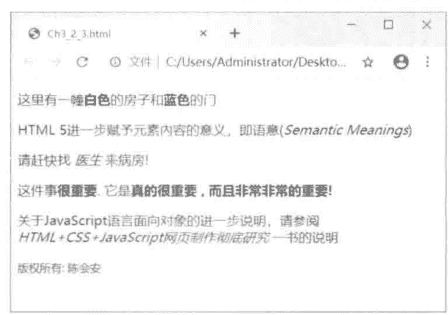 Ch3_2_3.html
文件 | C:/Users/Administrator/Deskto...
这里有一幢白色的房子和蓝色的门
HTML 5进一步赋予元素内容的意义，即语意(Semantic Meanings)
请赶快找 医生 来病房!
这件事很重要. 它是真的很重要，而且非常非常的重要!
关于JavaScript语言面向对象的进一步说明，请参阅
HTML+CSS+JavaScript网页制作彻底研究 一书的说明
版权所有: 陈会安